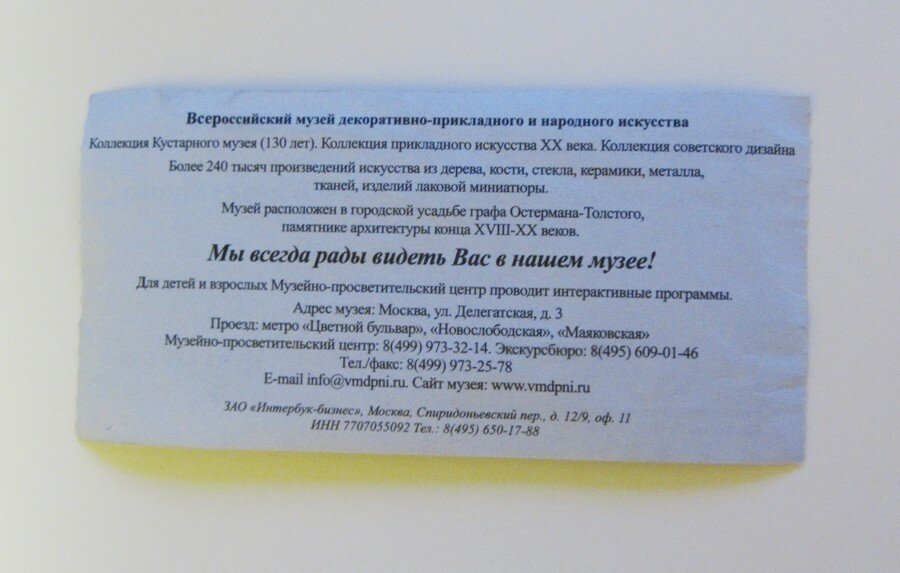 Всероссийский музей декоративно-прикладного и народного искусства
Коллекция Кустарного музея (130 лет). Коллекция прикладного искусства XX века. Коллекция советского дизайна
Более 240 тысяч произведений искусства из дерева, кости, стекла, керамики, металла,
тканей, изделий лаковой миниатюры.
Музей расположен в городской усадьбе графа Остермана-Толстого,
памятнике архитектуры конца XVIII-XX веков.
Мы всегда рады видеть Вас в нашем музее!
Для детей и взрослых Музейно-просветительский центр проводит интерактивные программы.
Адрес музея: Москва, ул. Делегатская, д. 3
Проезд: метро «Цветной бульвар», «Новослободская», «Маяковская»
Музейно-просветительский центр: 8(499) 973-32-14. Экскурсбюро: 8(495) 609-01-46
Тел./факс: 8(499) 973-25-78
E-mail info@vmdpni.ru. Сайт музея: www.vmdpni.ru
ЗАО «Интербук-бизнес», Москва, Спиридоньевский пер., д. 12/9, оф. 11
ИНН 7707055092 Тел.: 8(495) 650-17-88